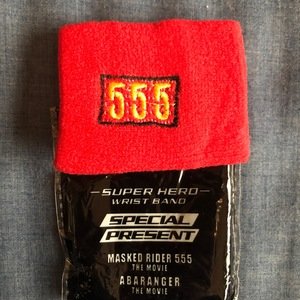 555
SUPER HERO
WRIST BAND
SPECIAL
PRESENT
MASKED RIDER 555
THE MOVIE
ABARANGER
THE MOVIE